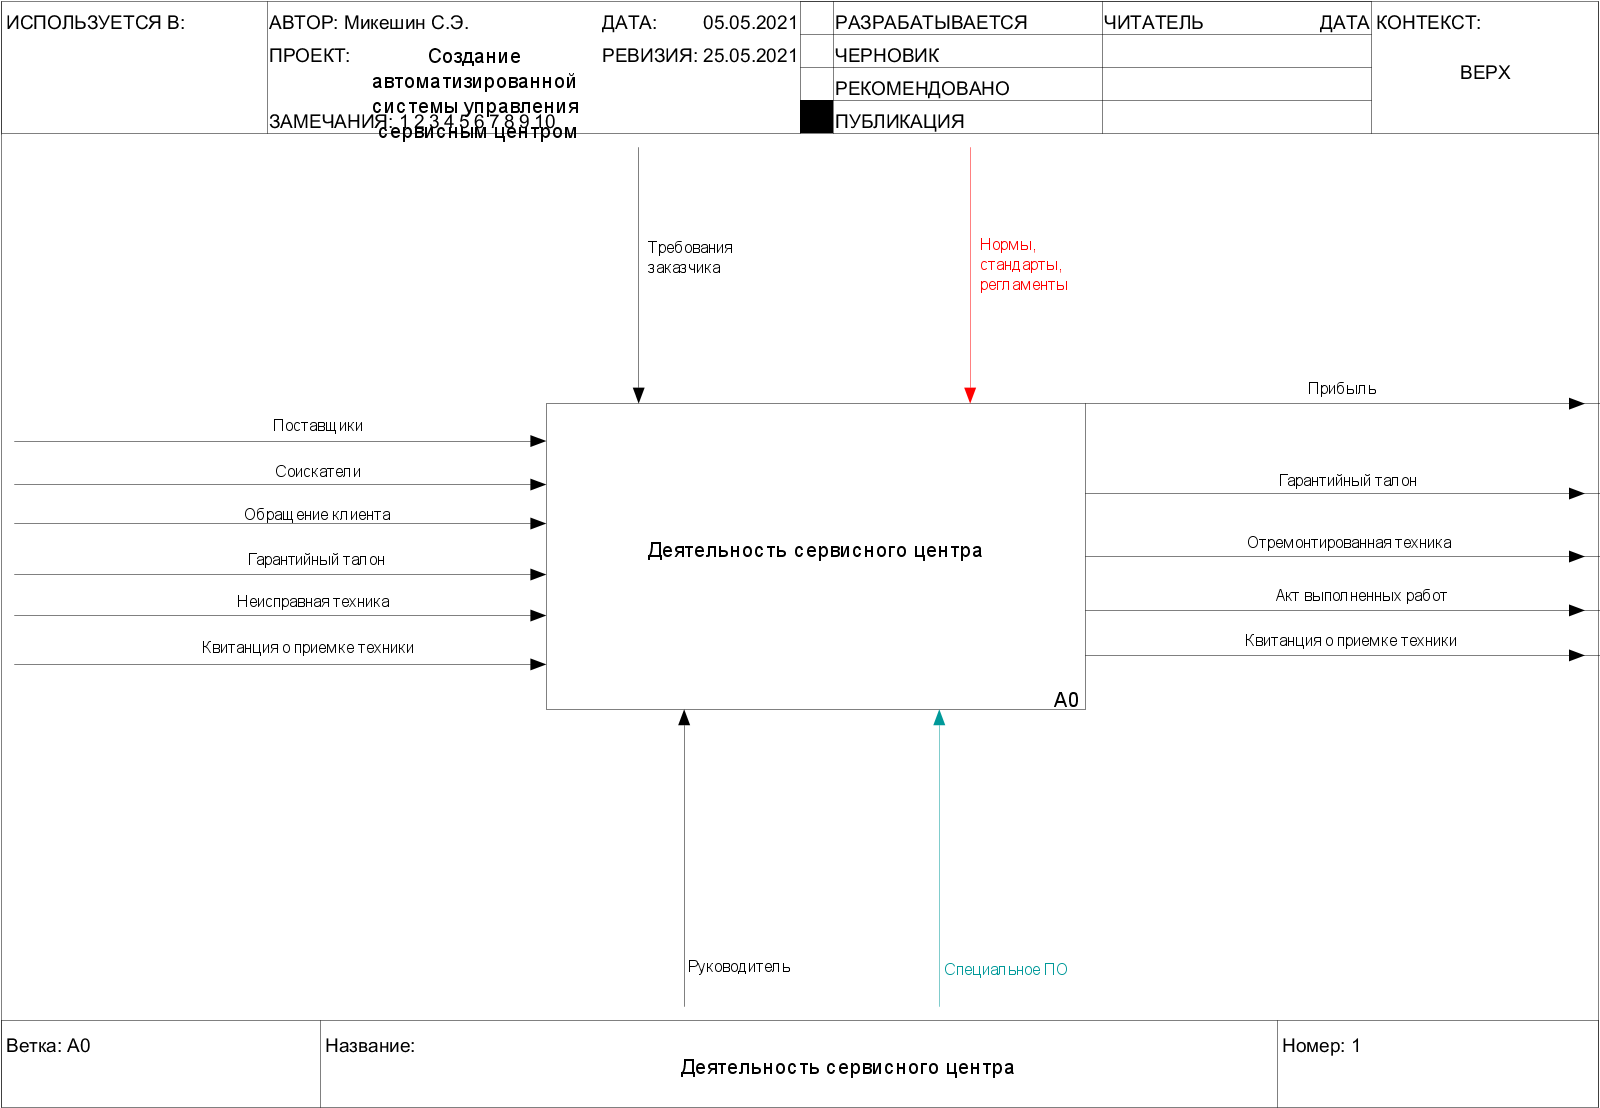 ИСПОЛЬЗУЕТСЯ В:
АВТОР: Микешин С.Э.
ДАТА: 05.05.2021
ПРОЕКТ:
Создание
автоматизированной
системы управления
сервисным центром
РЕВИЗИЯ: 25.05.2021
ЗАМЕЧАНИЯ: 1 2 3 4 5 6 7 8 9 10
РАЗРАБАТЫВАЕТСЯ
ЧЕРНОВИК
РЕКОМЕНДОВАНО
ПУБЛИКАЦИЯ
ЧИТАТЕЛЬ
ДАТА
КОНТЕКСТ:
ВЕРХ
Требования
заказчика
Нормы,
стандарты,
регламенты
Поставщики
Соискатели
Обращение клиента
Гарантийный талон
Неисправная техника
Квитанция о приемке техники
Деятельность сервисного центра
A0
Прибыль
Гарантийный талон
Отремонтированная техника
Акт выполненных работ
Квитанция о приемке техники
Руководитель
Специальное ПО
Ветка: A0
Название:
Деятельность сервисного центра
Номер: 1